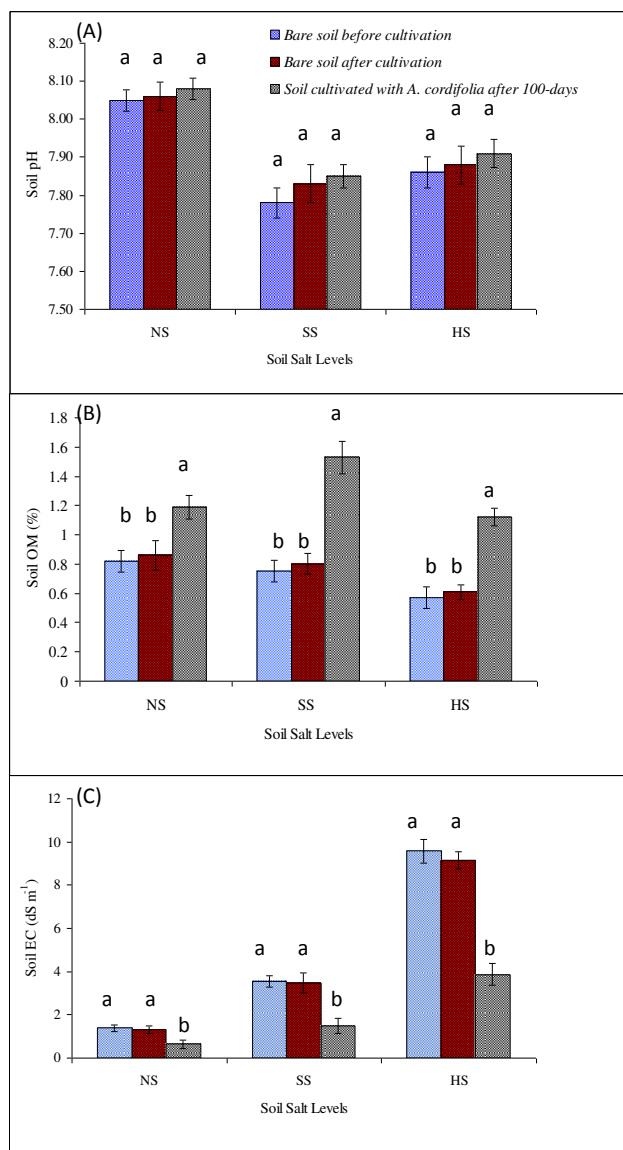 (A)
Bare soil before cultivation
Bare soil after cultivation
Soil cultivated with A. cordifolia after 100-days
a a a
a a a
a a a
8.20
8.10
8.00
7.90
7.80
7.70
7.60
7.50
Soil pH
NS SS HS
Soil Salt Levels
(B)
b b a
b b a
b b a
1.8
1.6
1.4
1.2
1
0.8
0.6
0.4
0.2
0
Soil OM (%)
NS SS HS
Soil Salt Levels
(C)
a a b
a a b
a a b
12
10
8
6
4
2
0
Soil EC (dS m⁻¹)
NS SS HS
Soil Salt Levels